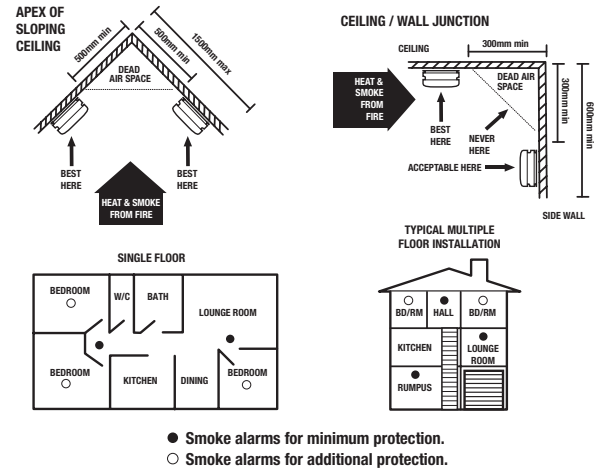 APEX OF
SLOPING
CEILING
500mm min
500mm min
1500mm max
DEAD
AIR SPACE
BEST
HERE
BEST
HERE
HEAT & SMOKE
FROM FIRE
CEILING / WALL JUNCTION
CEILING
300mm min
HEAT &
SMOKE
FROM
FIRE
DEAD AIR
SPACE
300mm min
600mm min
BEST
HERE
NEVER
HERE
ACCEPTABLE HERE
SIDE WALL
SINGLE FLOOR
BEDROOM
W/C
BATH
LOUNGE ROOM
BEDROOM
KITCHEN
DINING
BEDROOM
TYPICAL MULTIPLE
FLOOR INSTALLATION
BD/RM
HALL
BD/RM
KITCHEN
LOUNGE
ROOM
RUMPUS
Smoke alarms for minimum protection.
Smoke alarms for additional protection.